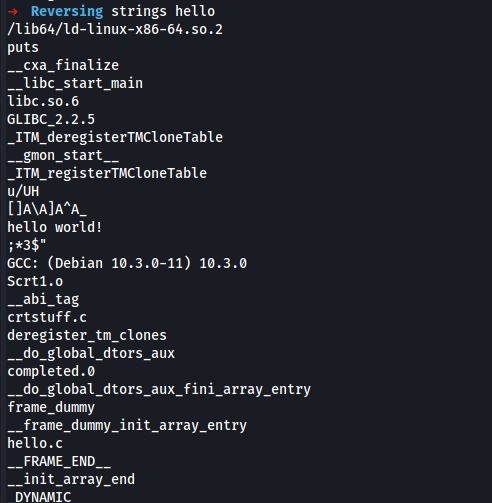 → Reversing strings hello
/lib64/ld-linux-x86-64.so.2
puts
__cxa_finalize
__libc_start_main
libc.so.6
GLIBC_2.2.5
_ITM_deregisterTMCloneTable
__gmon_start__
_ITM_registerTMCloneTable
u/UH
[]A\A]A^A_
hello world!
;*3$"
GCC: (Debian 10.3.0-11) 10.3.0
Scrt1.o
__abi_tag
crtstuff.c
deregister_tm_clones
__do_global_dtors_aux
completed.0
__do_global_dtors_aux_fini_array_entry
frame_dummy
__frame_dummy_init_array_entry
hello.c
__FRAME_END__
__init_array_end
_DYNAMIC